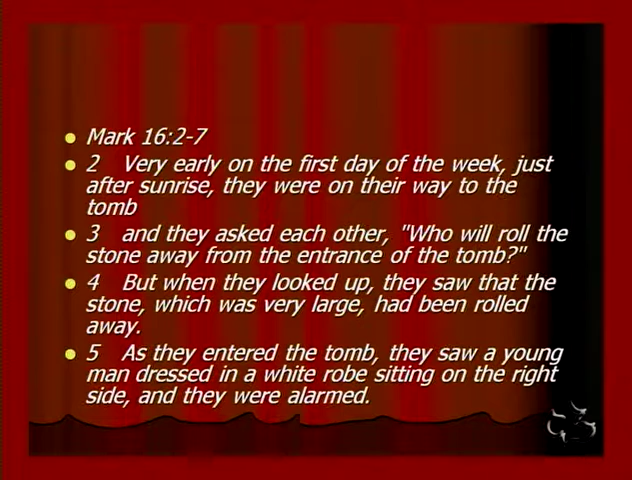 Mark 16:2-7
2 Very early on the first day of the week, just
after sunrise, they were on their way to the
tomb
3 and they asked each other, "Who will roll the
stone away from the entrance of the tomb?"
4 But when they looked up, they saw that the
stone, which was very large, had been rolled
away.
5 As they entered the tomb, they saw a young
man dressed in a white robe sitting on the right
side, and they were alarmed.